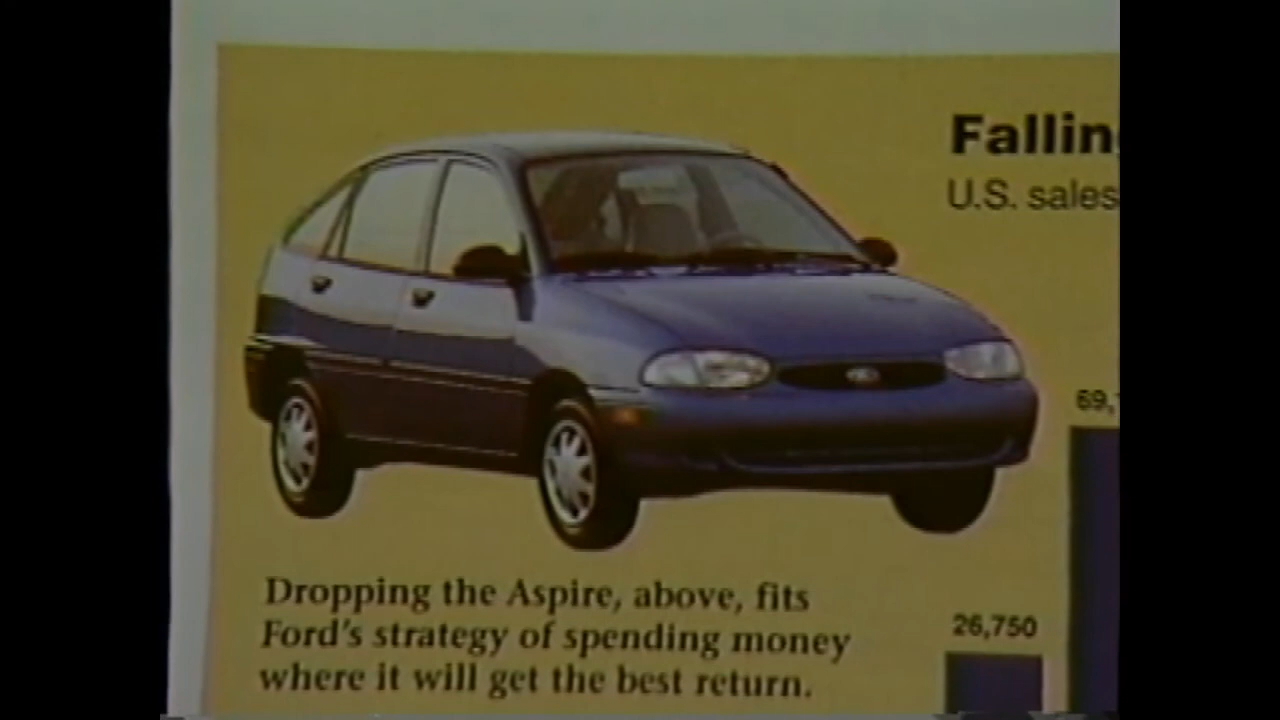 Falling
U.S. sales
69,
26,750
Dropping the Aspire, above, fits
Ford's strategy of spending money
where it will get the best return.